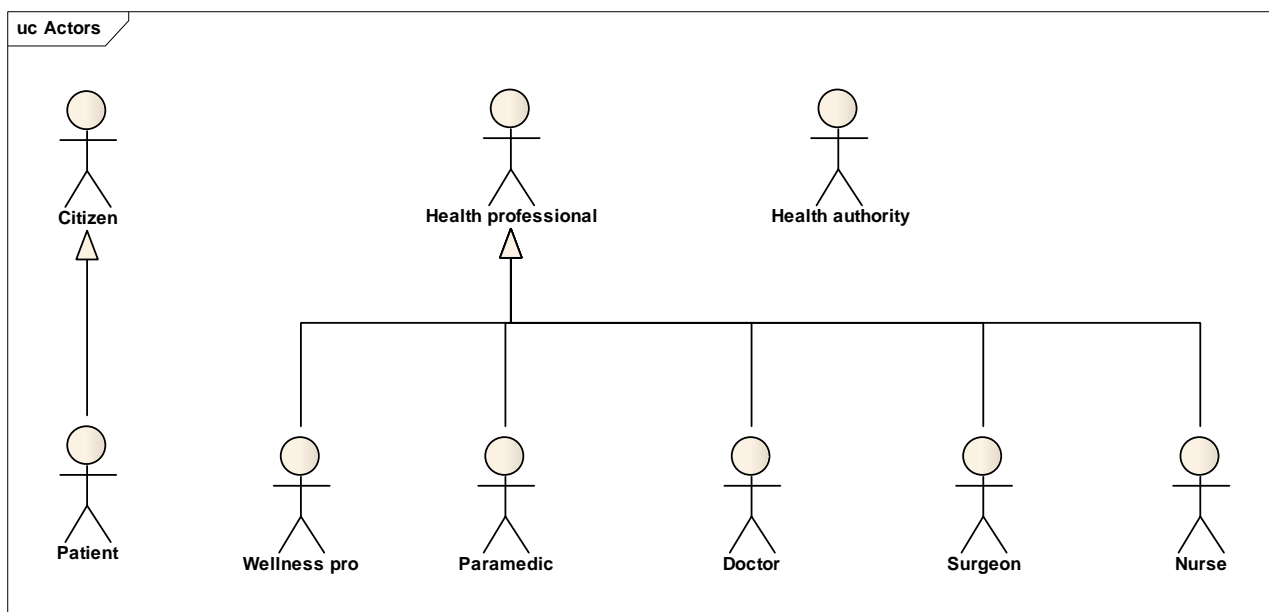 uc Actors
Citizen
Health professional
Health authority
Patient
Wellness pro
Paramedic
Doctor
Surgeon
Nurse